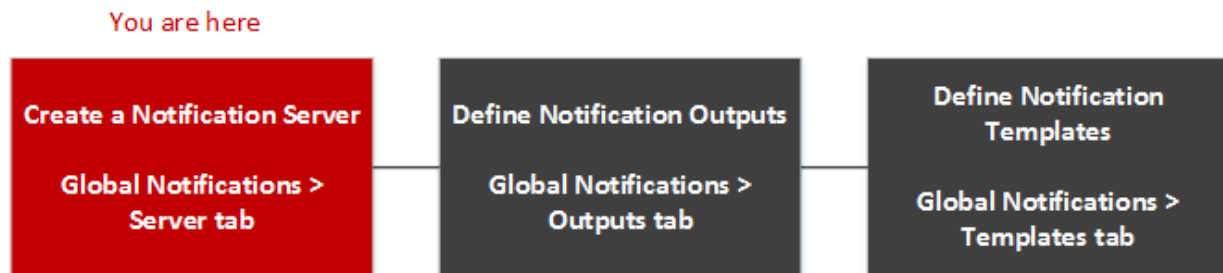 You are here
Create a Notification Server
Global Notifications >
Server tab
Define Notification Outputs
Global Notifications >
Outputs tab
Define Notification
Templates
Global Notifications >
Templates tab